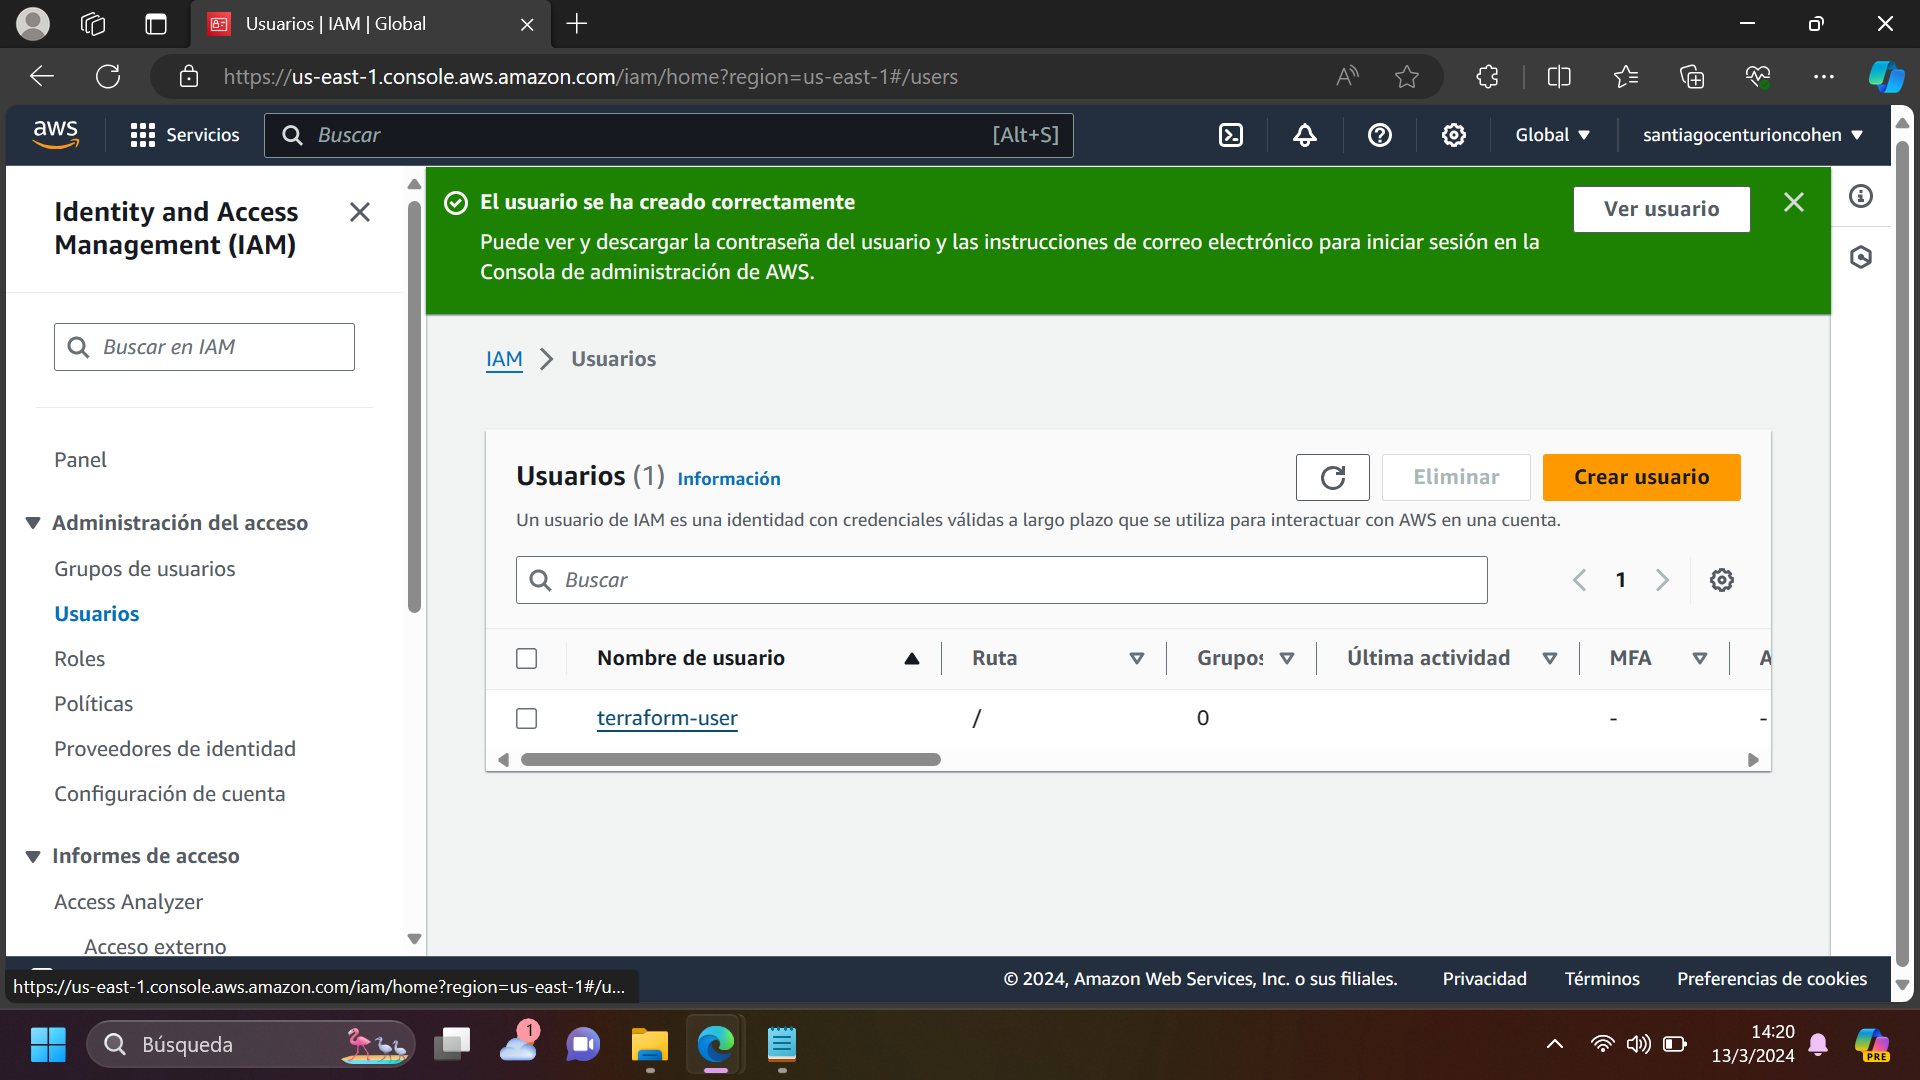 Usuarios | IAM | Global
https://us-east-1.console.aws.amazon.com/iam/home?region=us-east-1#/users
aws
Servicios
Buscar
[Alt+S]
Global
santiagocenturioncohen
Identity and Access
Management (IAM)
Buscar en IAM
Panel
Administración del acceso
Grupos de usuarios
Usuarios
Roles
Políticas
Proveedores de identidad
Configuración de cuenta
Informes de acceso
Access Analyzer
Acceso externo
El usuario se ha creado correctamente
Puede ver y descargar la contraseña del usuario y las instrucciones de correo electrónico para iniciar sesión en la
Consola de administración de AWS.
Ver usuario
IAM
Usuarios
Usuarios (1) Información
Eliminar
Crear usuario
Un usuario de IAM es una identidad con credenciales válidas a largo plazo que se utiliza para interactuar con AWS en una cuenta.
Buscar
1
Nombre de usuario
Ruta
Grupos
Última actividad
MFA
A
terraform-user
/
0
-
-
https://us-east-1.console.aws.amazon.com/iam/home?region=us-east-1#/u...
© 2024, Amazon Web Services, Inc. o sus filiales.
Privacidad
Términos
Preferencias de cookies
Búsqueda
1
14:20
13/3/2024
PRE